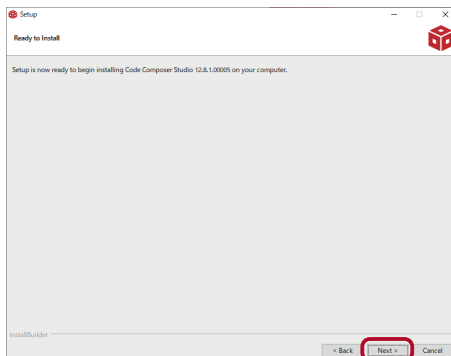 Setup
Ready to Install
Setup is now ready to begin installing Code Composer Studio 12.8.1.00005 on your computer.
InstallBuilder
< Back
Next >
Cancel